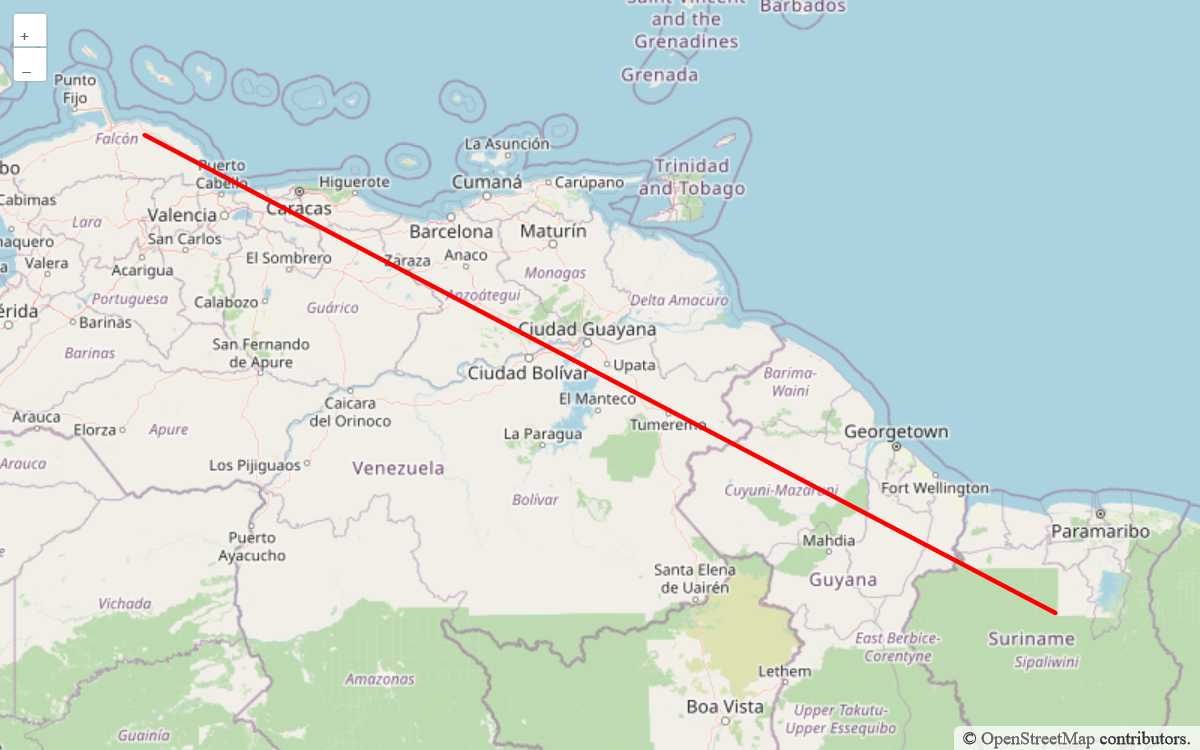 Saint Vincent
and the
Grenadines
Barbados
Grenada
+
–
Punto
Fijo
Falcón
La Asunción
Puerto
Cabello
Higuerote
Cumaná
Carúpano
Trinidad
and Tobago
bo
Cabimas
Lara
Valencia
Caracas
Barcelona
Maturín
San Carlos
naquero
a
Valera
Acarigua
El Sombrero
Zaraza
Anaco
Monagas
Portuguesa
Calabozo
Guárico
Anzoátegui
Delta Amacuro
érida
Barinas
Barinas
San Fernando
de Apure
Ciudad Guayana
Ciudad Bolívar
Upata
Barima-
Waini
Caicara
del Orinoco
El Manteco
Arauca
Elorza
Apure
La Paragua
Tumeremo
Georgetown
Arauca
Los Pijiguaos
Venezuela
Bolívar
Cuyuni-Mazaruni
Fort Wellington
Puerto
Ayacucho
Mahdia
Paramaribo
e
Santa Elena
de Uairén
Guyana
Vichada
East Berbice-
Corentyne
Suriname
Sipaliwini
Amazonas
Lethem
Boa Vista
Upper Takutu-
Upper Essequibo
Guainía
© OpenStreetMap contributors.